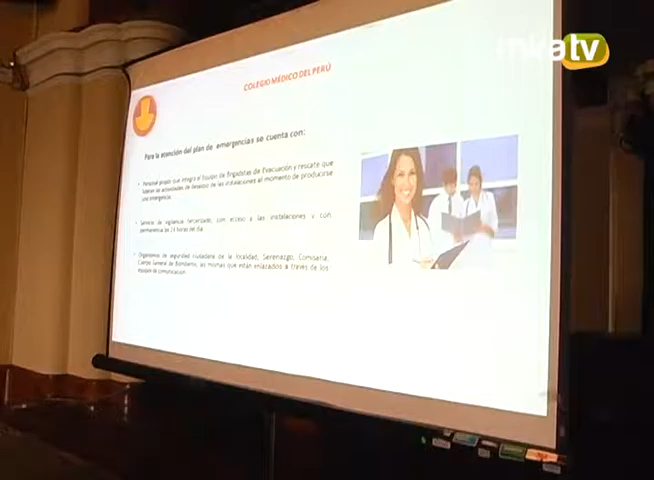 inkatv
COLEGIO MÉDICO DEL PERÚ
Para la atención del plan de emergencias se cuenta con:
• Personal propio que integra el Equipo de Brigadistas de Evacuación y rescate que
lideran las actividades de desalojo de las instalaciones al momento de producirse
una emergencia.
• Servicio de vigilancia tercerizado, con acceso a las instalaciones y con
permanencia las 24 horas del día.
• Organismos de seguridad ciudadana de la localidad, Serenazgo, Comisaría,
Cuerpo General de Bomberos, las mismas que están enlazados a través de los
equipos de comunicación.